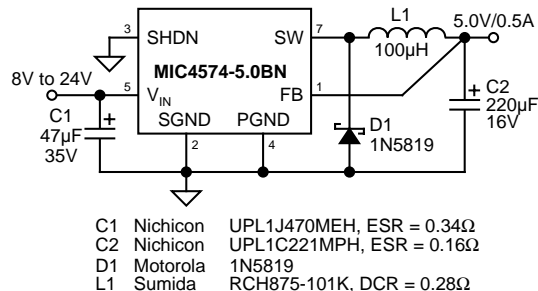 3
SHDN
SW
7
L1
100µH
5.0V/0.5A
MIC4574-5.0BN
8V to 24V
5
VIN
FB
1
C1
47µF
35V
SGND
PGND
2
4
D1
1N5819
C2
220µF
16V
C1 Nichicon UPL1J470MEH, ESR = 0.34Ω
C2 Nichicon UPL1C221MPH, ESR = 0.16Ω
D1 Motorola 1N5819
L1 Sumida RCH875-101K, DCR = 0.28Ω